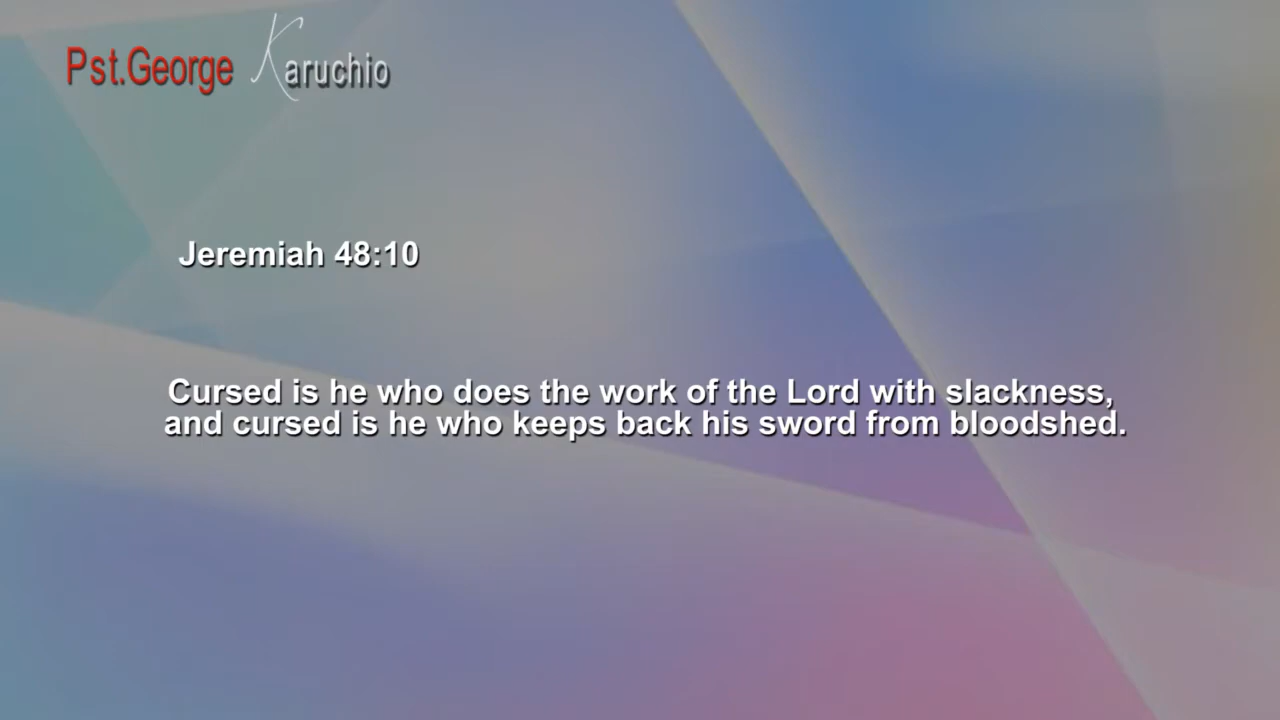 Pst.George Karuchio
Jeremiah 48:10
Cursed is he who does the work of the Lord with slackness,
and cursed is he who keeps back his sword from bloodshed.